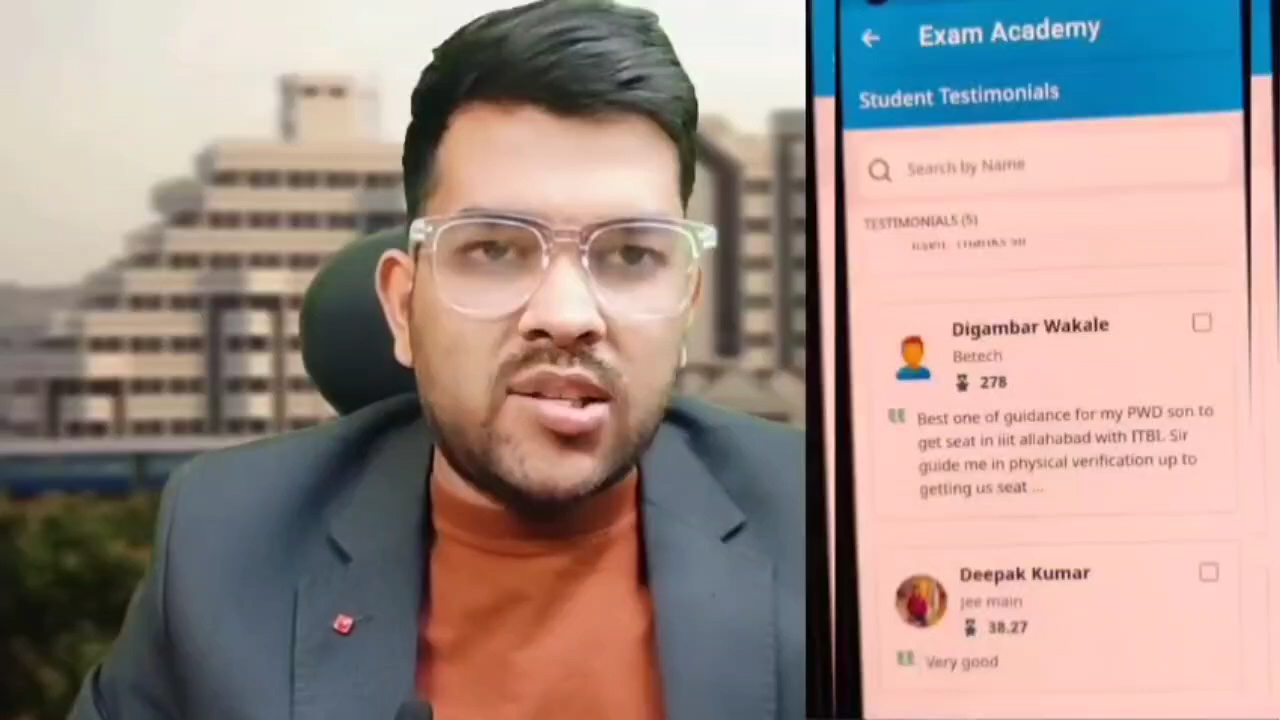 Exam Academy
Student Testimonials
Search by Name
TESTIMONIALS (5)
Digambar Wakale
Betech
278
Best one of guidance for my PWD son to
get seat in iiit allahabad with ITBI. Sir
guide me in physical verification up to
getting us seat ...
Deepak Kumar
Jee main
38.27
Very good